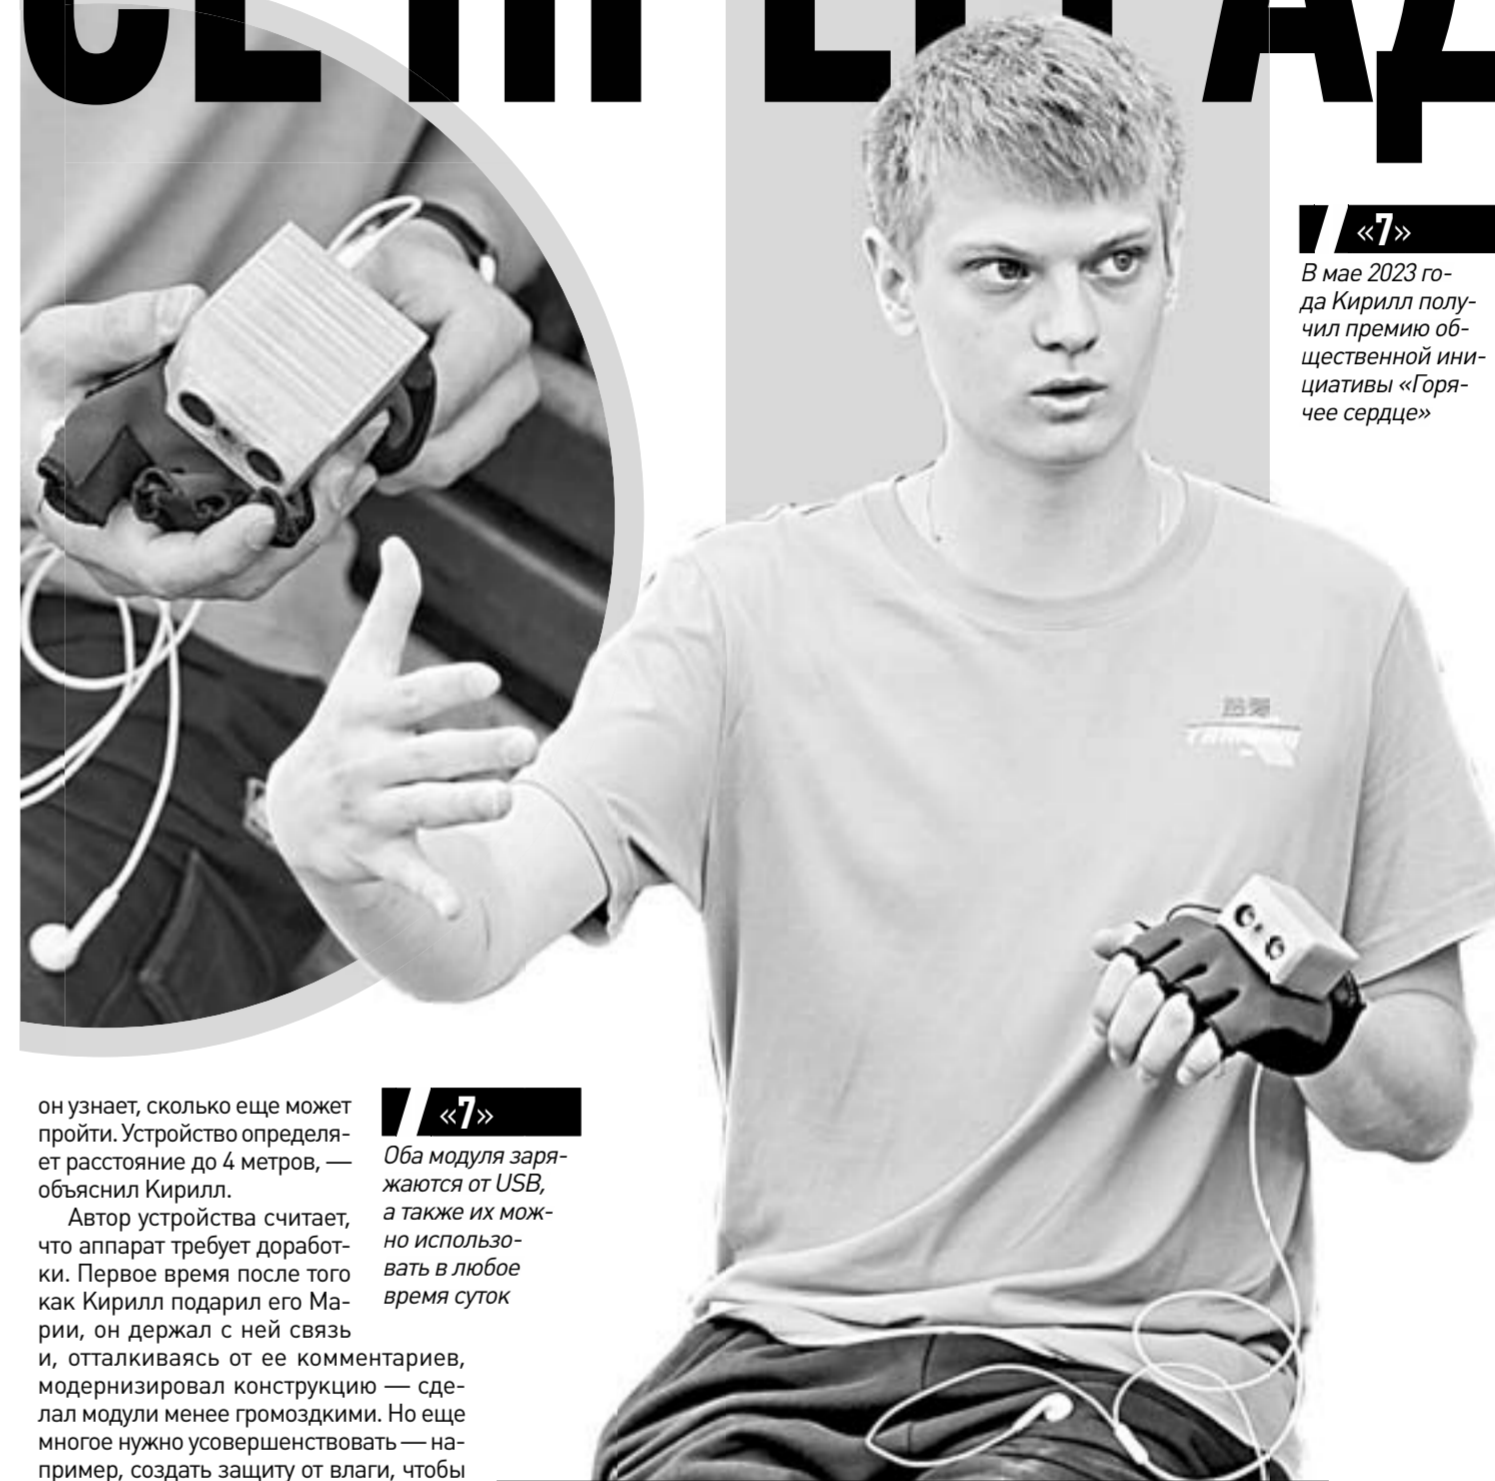 «7»
В мае 2023 го-
да Кирилл полу-
чил премию об-
щественной ини-
циативы «Горя-
чее сердце»
он узнает, сколько еще может
пройти. Устройство определя-
ет расстояние до 4 метров, —
объяснил Кирилл.
Автор устройства считает,
что аппарат требует доработ-
ки. Первое время после того
как Кирилл подарил его Ма-
рии, он держал с ней связь
и, отталкиваясь от ее комментариев,
модернизировал конструкцию — сде-
лал модули менее громоздкими. Но еще
многое нужно усовершенствовать — на-
пример, создать защиту от влаги, чтобы
«7»
Оба модуля заря-
жаются от USB,
а также их мож-
но использо-
вать в любое
время суток